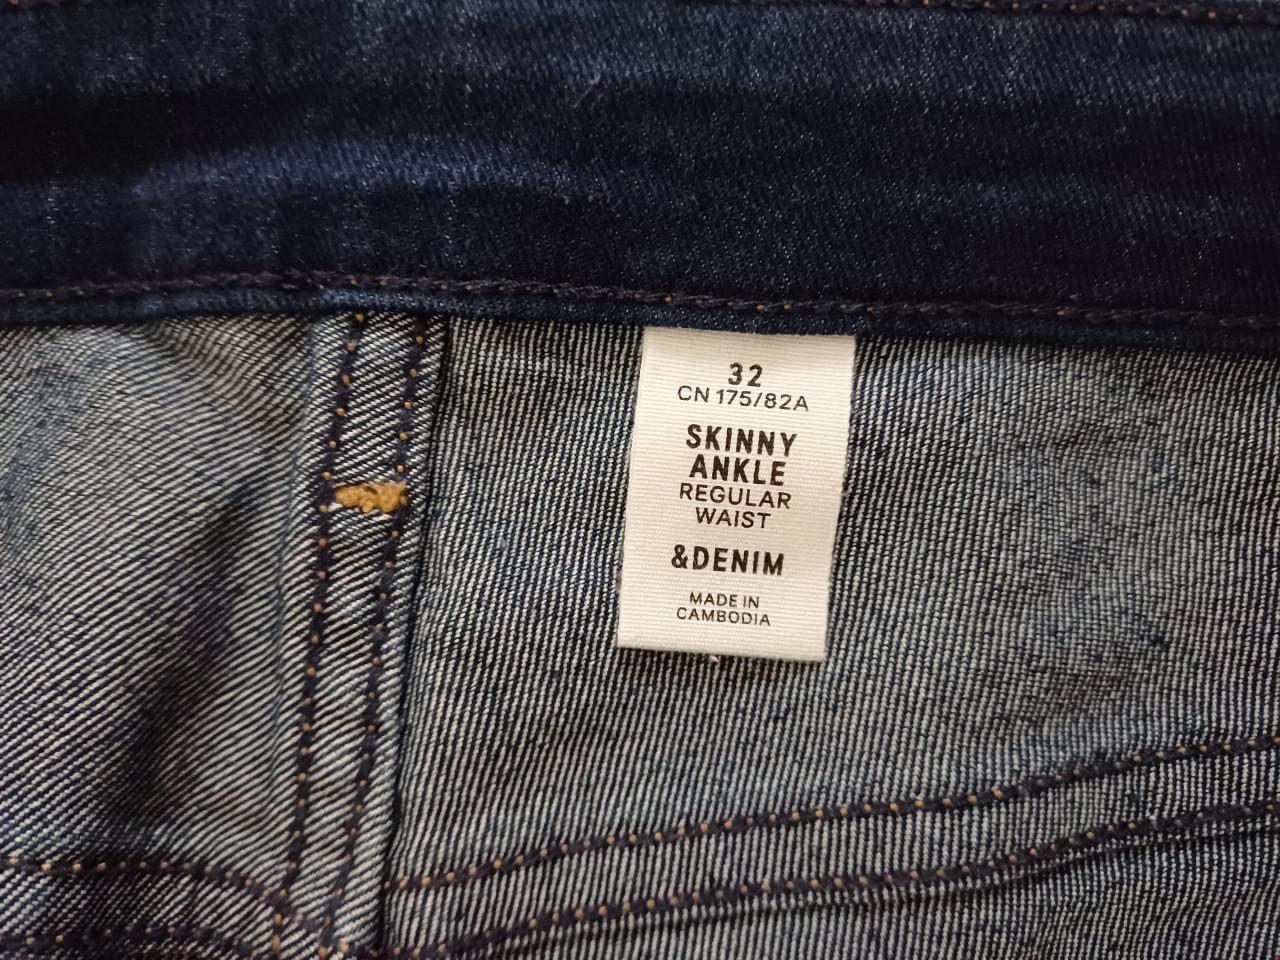 32
CN 175/82A
SKINNY
ANKLE
REGULAR
WAIST
&DENIM
MADE IN
CAMBODIA